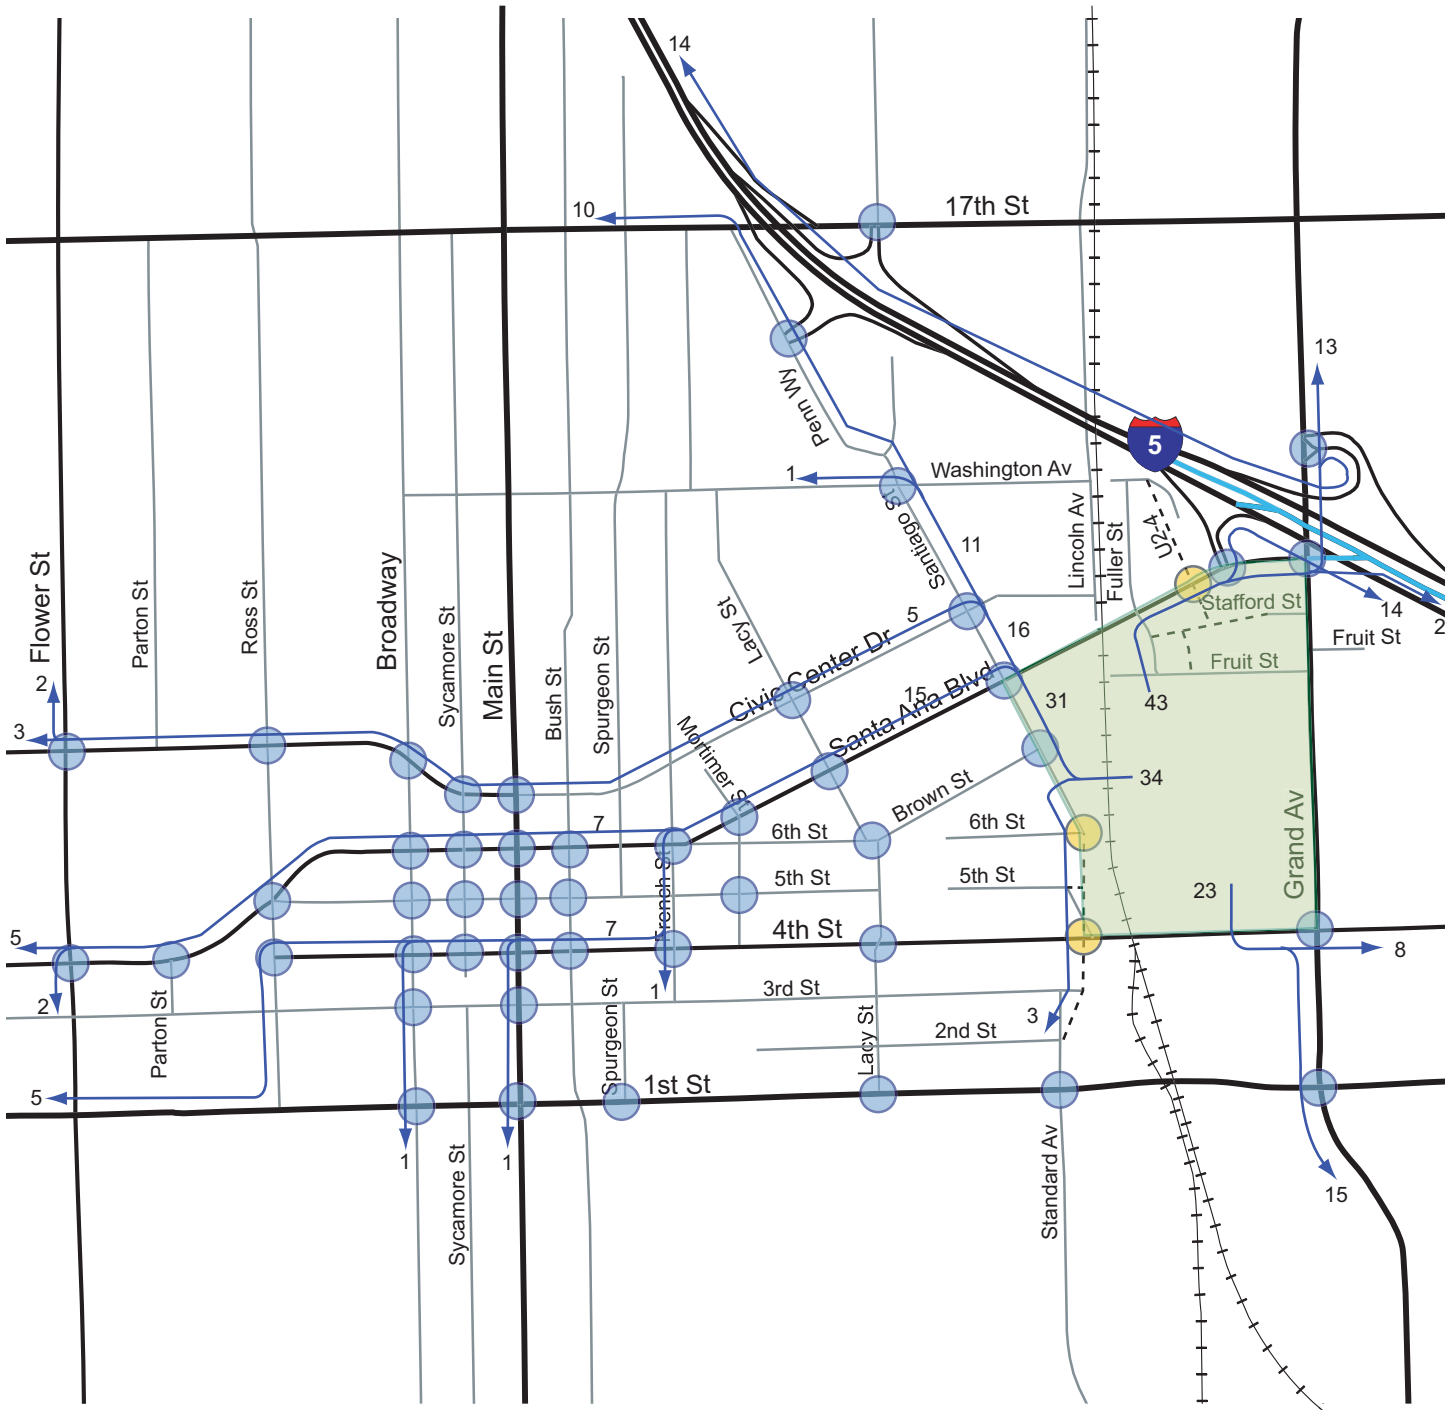 14
10
17th St
13
Penn Wy
5
1
Washington Av
Santiago St
11
Lincoln Av
Fuller St
U2-4
Flower St
Parton St
Ross St
Broadway
Sycamore St
Main St
Bush St
Spurgeon St
Lacy St
5
16
Stafford St
14
2
Fruit St
Fruit St
Civic Center Dr
15
Santa Ana Blvd
31
43
2
3
Mortimer St
34
Brown St
7
6th St
6th St
French St
5th St
5th St
23
Grand Av
5
7
4th St
8
2
1
3rd St
3
Parton St
Spurgeon St
Lacy St
2nd St
5
1st St
1
1
Sycamore St
Standard Av
15